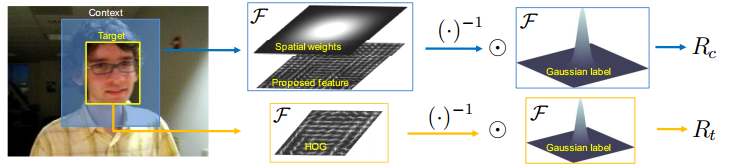 Context
Target
𝓕
Spatial weights
Proposed feature
(·)⁻¹
⊙
𝓕
Gaussian label
R_c
𝓕
HOG
(·)⁻¹
⊙
𝓕
Gaussian label
R_t